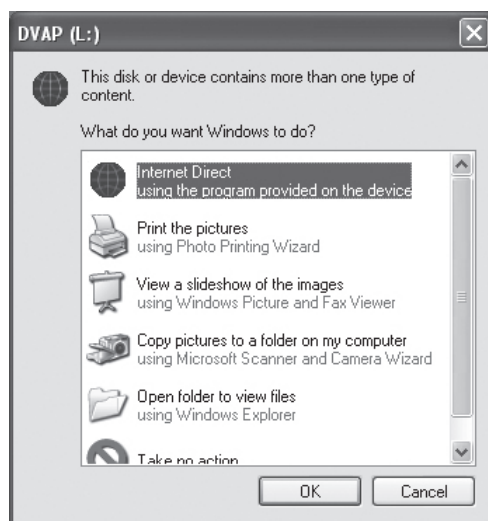 DVAP (L:)
This disk or device contains more than one type of
content.
What do you want Windows to do?
Internet Direct
using the program provided on the device
Print the pictures
using Photo Printing Wizard
View a slideshow of the images
using Windows Picture and Fax Viewer
Copy pictures to a folder on my computer
using Microsoft Scanner and Camera Wizard
Open folder to view files
using Windows Explorer
Take no action
OK
Cancel